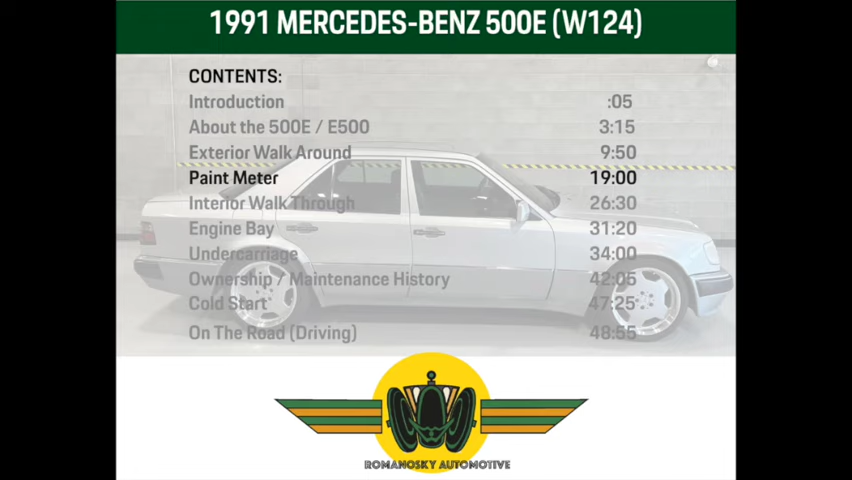 1991 MERCEDES-BENZ 500E (W124)
CONTENTS:
Introduction :05
About the 500E / E500 3:15
Exterior Walk Around 9:50
Paint Meter 19:00
Interior Walk Through 26:30
Engine Bay 31:20
Undercarriage 34:00
Ownership / Maintenance History 42:05
Cold Start 47:25
On The Road (Driving) 48:55
ROMANOSKY AUTOMOTIVE